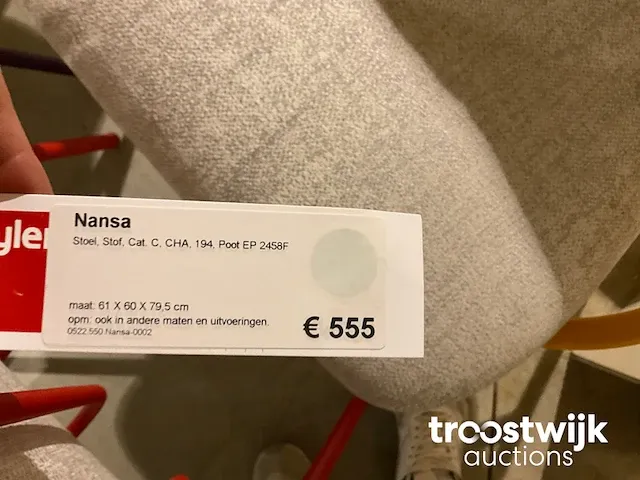 Nansa
Stoel, Stof, Cat. C, CHA, 194, Poot EP 2458F
maat: 61 X 60 X 79,5 cm
opm: ook in andere maten en uitvoeringen.
0522.550.Nansa-0002
€ 555
troostwijk
auctions